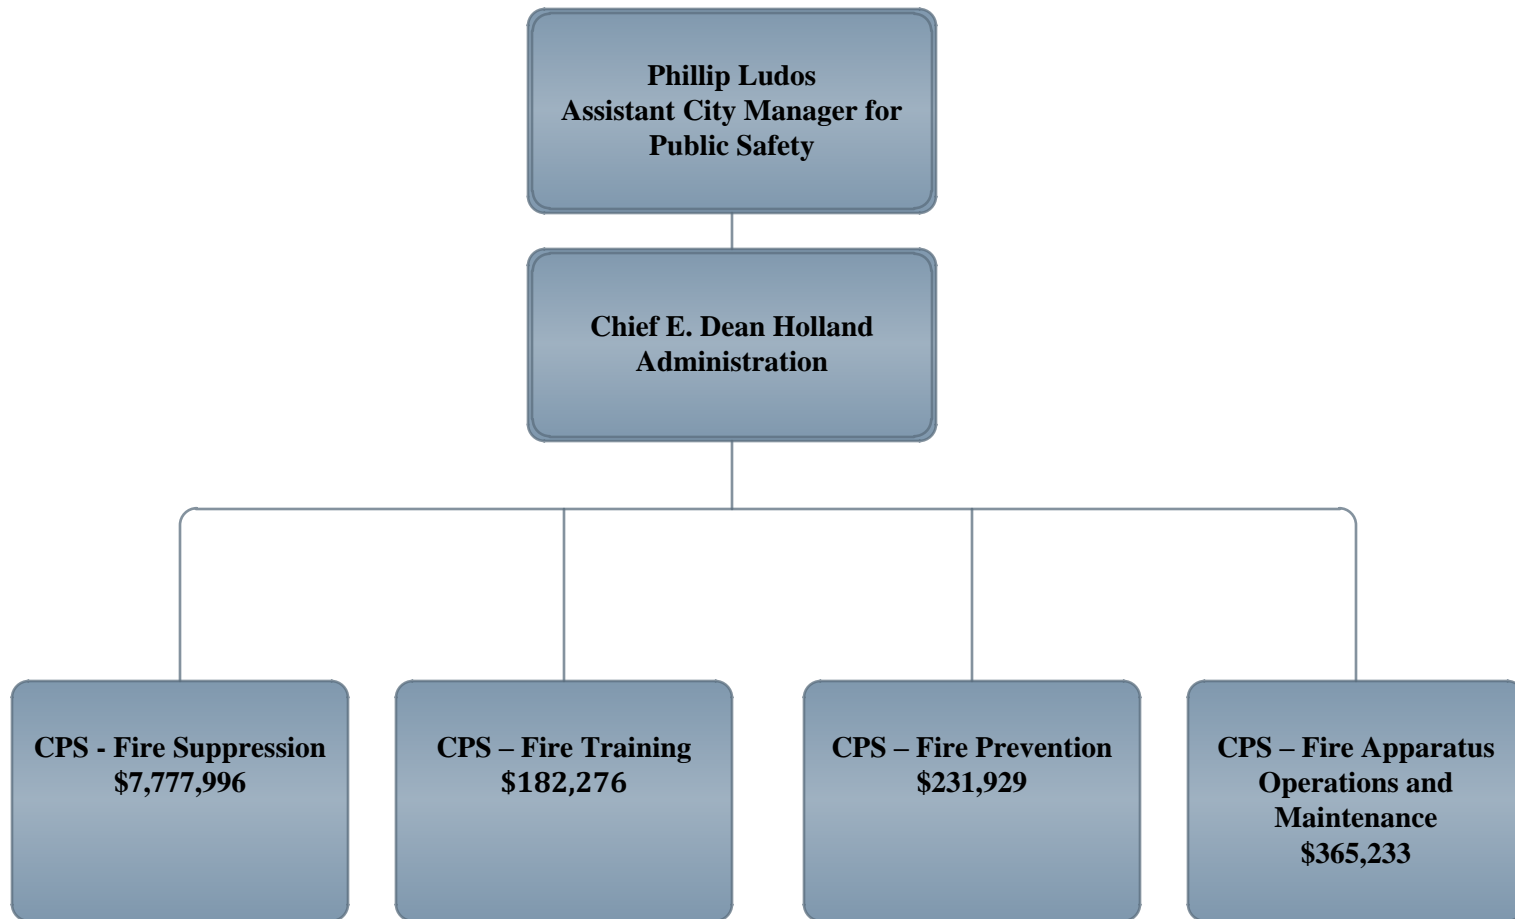 Phillip Ludos
Assistant City Manager for
Public Safety
Chief E. Dean Holland
Administration
CPS - Fire Suppression
$7,777,996
CPS – Fire Training
$182,276
CPS – Fire Prevention
$231,929
CPS – Fire Apparatus
Operations and
Maintenance
$365,233